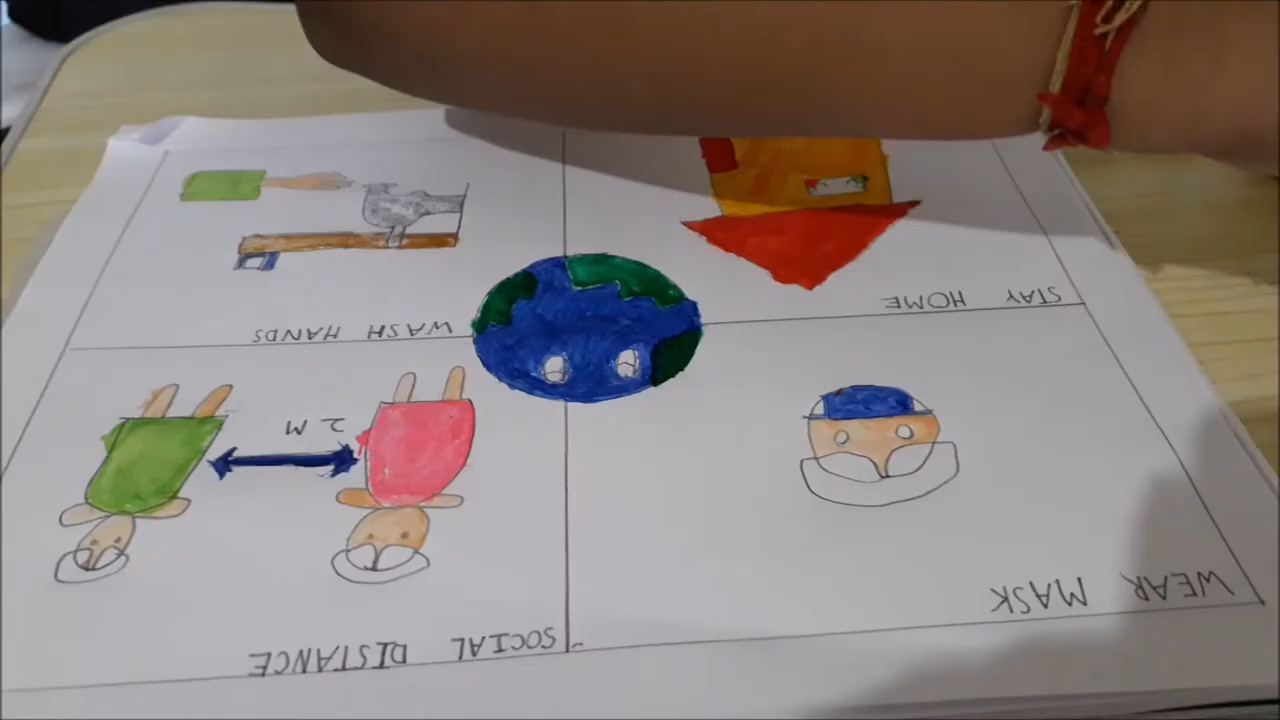 WEAR MASK
SOCIAL DISTANCE
2 M
STAY HOME
WASH HANDS